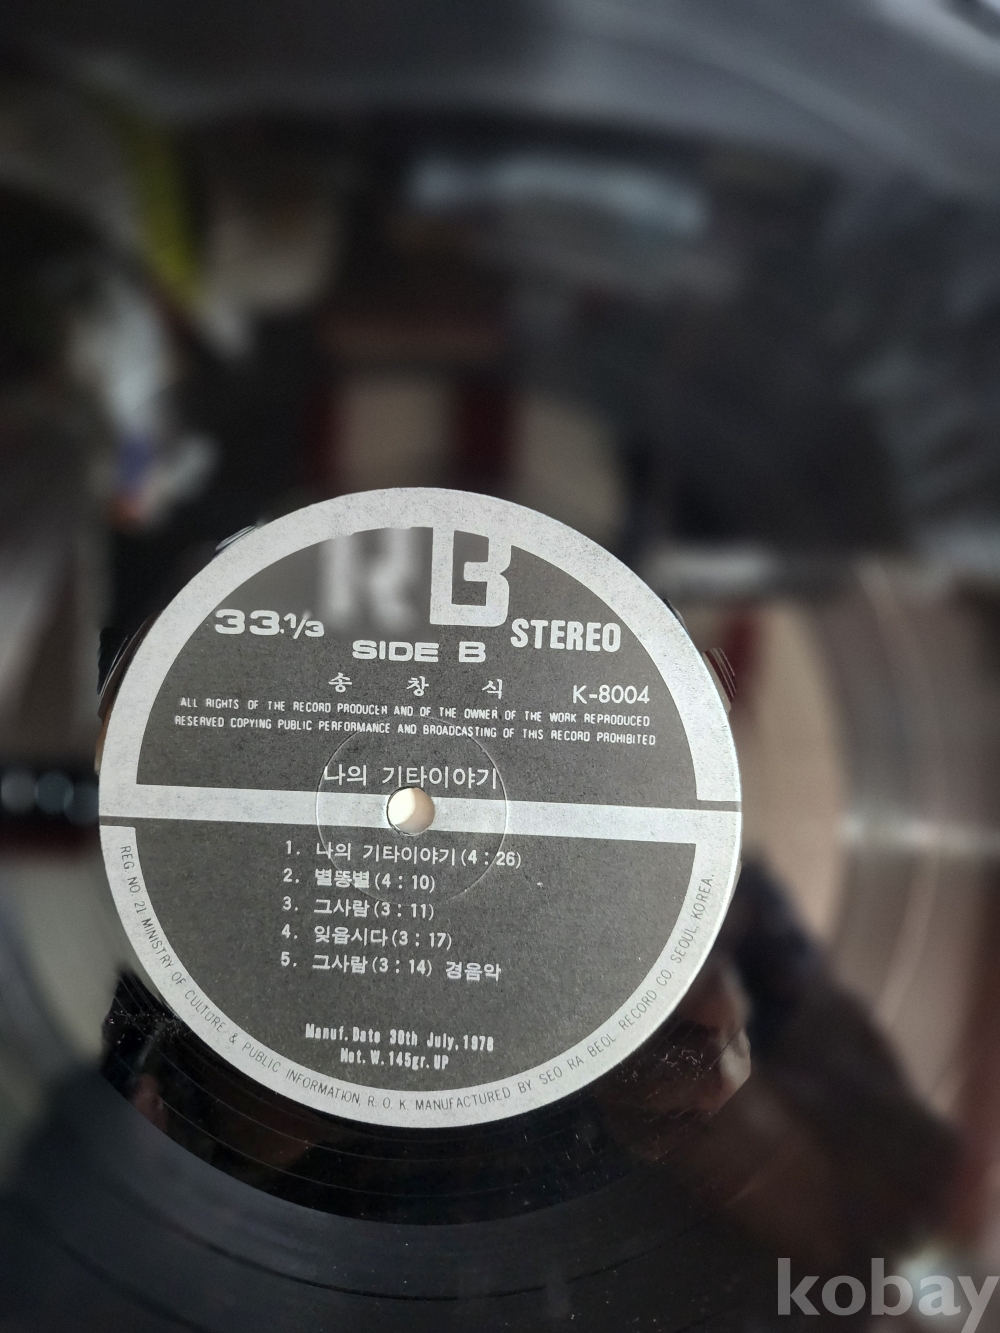 RB
33.⅓
SIDE B
STEREO
송 창 식
K-8004
ALL RIGHTS OF THE RECORD PRODUCER AND OF THE OWNER OF THE WORK REPRODUCED
RESERVED COPYING PUBLIC PERFORMANCE AND BROADCASTING OF THIS RECORD PROHIBITED
나의 기타이야기
1. 나의 기타이야기(4 : 26)
2. 별똥별(4 : 10)
3. 그사람(3 : 11)
4. 잊읍시다(3 : 17)
5. 그사람(3 : 14) 경음악
Manuf. Date 30th July, 1978
Net. W. 145gr. UP
REG. NO. 21 MINISTRY OF CULTURE & PUBLIC INFORMATION, R. O. K. MANUFACTURED BY SEO RA BEOL RECORD CO. SEOUL, KOREA.
kobay